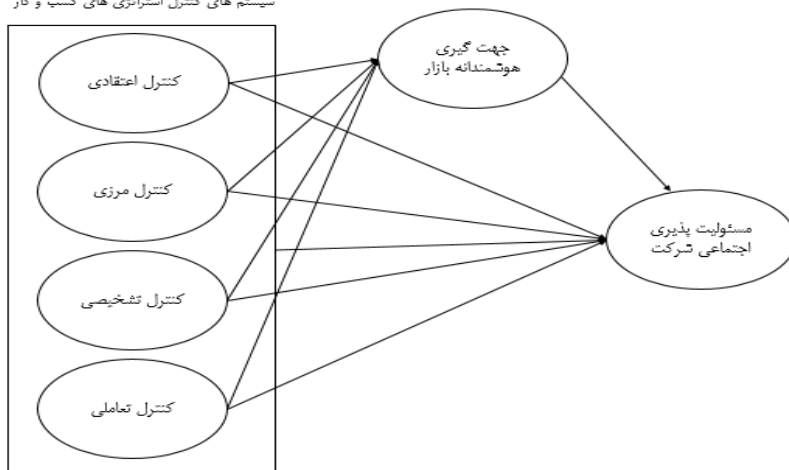 سیستم های کنترل استراتژی های کسب و کار
جهت گیری
هوشمندانه بازار
کنترل اعتقادی
کنترل مرزی
مسئولیت پذیری
اجتماعی شرکت
کنترل تشخیصی
کنترل تعاملی